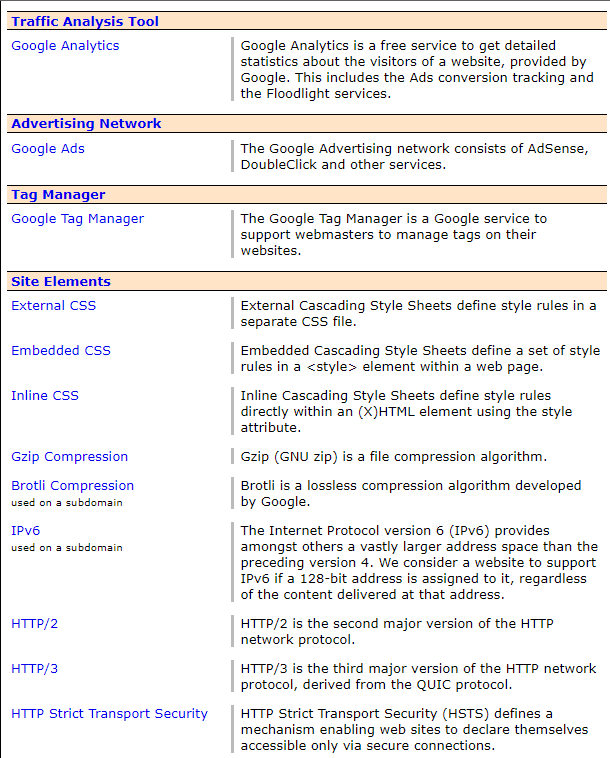 Traffic Analysis Tool
Google Analytics
Google Analytics is a free service to get detailed
statistics about the visitors of a website, provided by
Google. This includes the Ads conversion tracking and
the Floodlight services.
Advertising Network
Google Ads
The Google Advertising network consists of AdSense,
DoubleClick and other services.
Tag Manager
Google Tag Manager
The Google Tag Manager is a Google service to
support webmasters to manage tags on their
websites.
Site Elements
External CSS
External Cascading Style Sheets define style rules in a
separate CSS file.
Embedded CSS
Embedded Cascading Style Sheets define a set of style
rules in a <style> element within a web page.
Inline CSS
Inline Cascading Style Sheets define style rules
directly within an (X)HTML element using the style
attribute.
Gzip Compression
Gzip (GNU zip) is a file compression algorithm.
Brotli Compression
used on a subdomain
Brotli is a lossless compression algorithm developed
by Google.
IPv6
used on a subdomain
The Internet Protocol version 6 (IPv6) provides
amongst others a vastly larger address space than the
preceding version 4. We consider a website to support
IPv6 if a 128-bit address is assigned to it, regardless
of the content delivered at that address.
HTTP/2
HTTP/2 is the second major version of the HTTP
network protocol.
HTTP/3
HTTP/3 is the third major version of the HTTP network
protocol, derived from the QUIC protocol.
HTTP Strict Transport Security
HTTP Strict Transport Security (HSTS) defines a
mechanism enabling web sites to declare themselves
accessible only via secure connections.